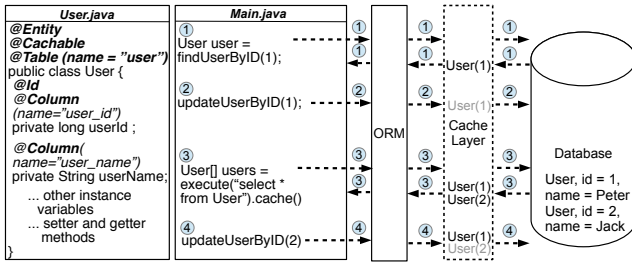 User.java
@Entity
@Cachable
@Table (name = ”user”)
public class User {
@Id
@Column
(name=”user_id”)
private long userId ;
@Column(
name=”user_name”)
private String userName;
... other instance
variables
... setter and getter
methods
}
Main.java
1
User user =
findUserByID(1);
2
updateUserByID(1);
3
User[] users =
execute(“select *
from User”).cache()
4
updateUserByID(2)
1
1
2
3
3
4
ORM
1
1
User(1)
2
User(1)
Cache
Layer
3
3
User(1)
User(2)
4
User(1)
User(2)
1
1
2
3
3
4
Database
User, id = 1,
name = Peter
User, id = 2,
name = Jack